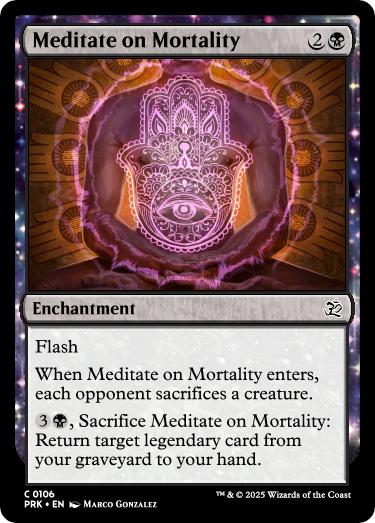 Meditate on Mortality 2
Enchantment
Flash
When Meditate on Mortality enters,
each opponent sacrifices a creature.
3, Sacrifice Meditate on Mortality:
Return target legendary card from
your graveyard to your hand.
C 0106
PRK • EN Marco Gonzalez
™ & © 2025 Wizards of the Coast